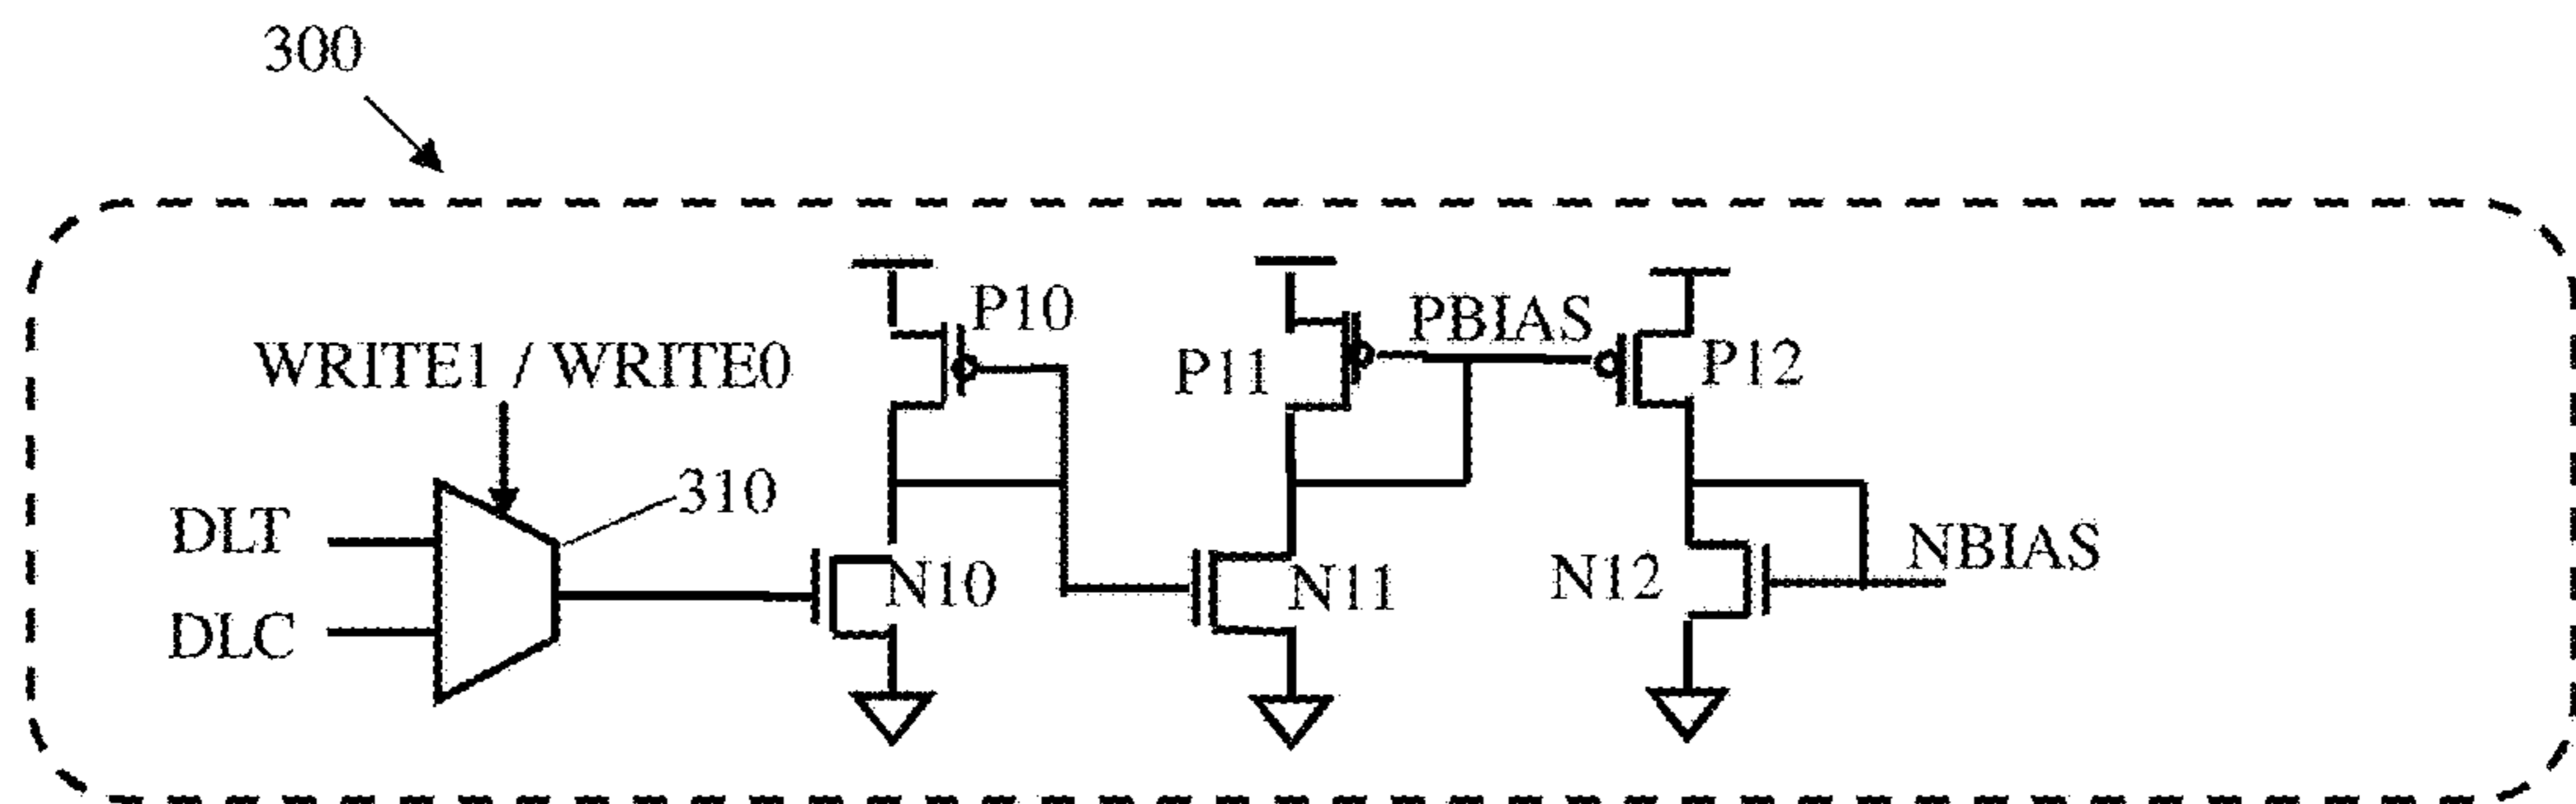 300
P10
PBIAS
P11
P12
WRITE1 / WRITE0
310
DLT
NBIAS
N10
N11
N12
DLC